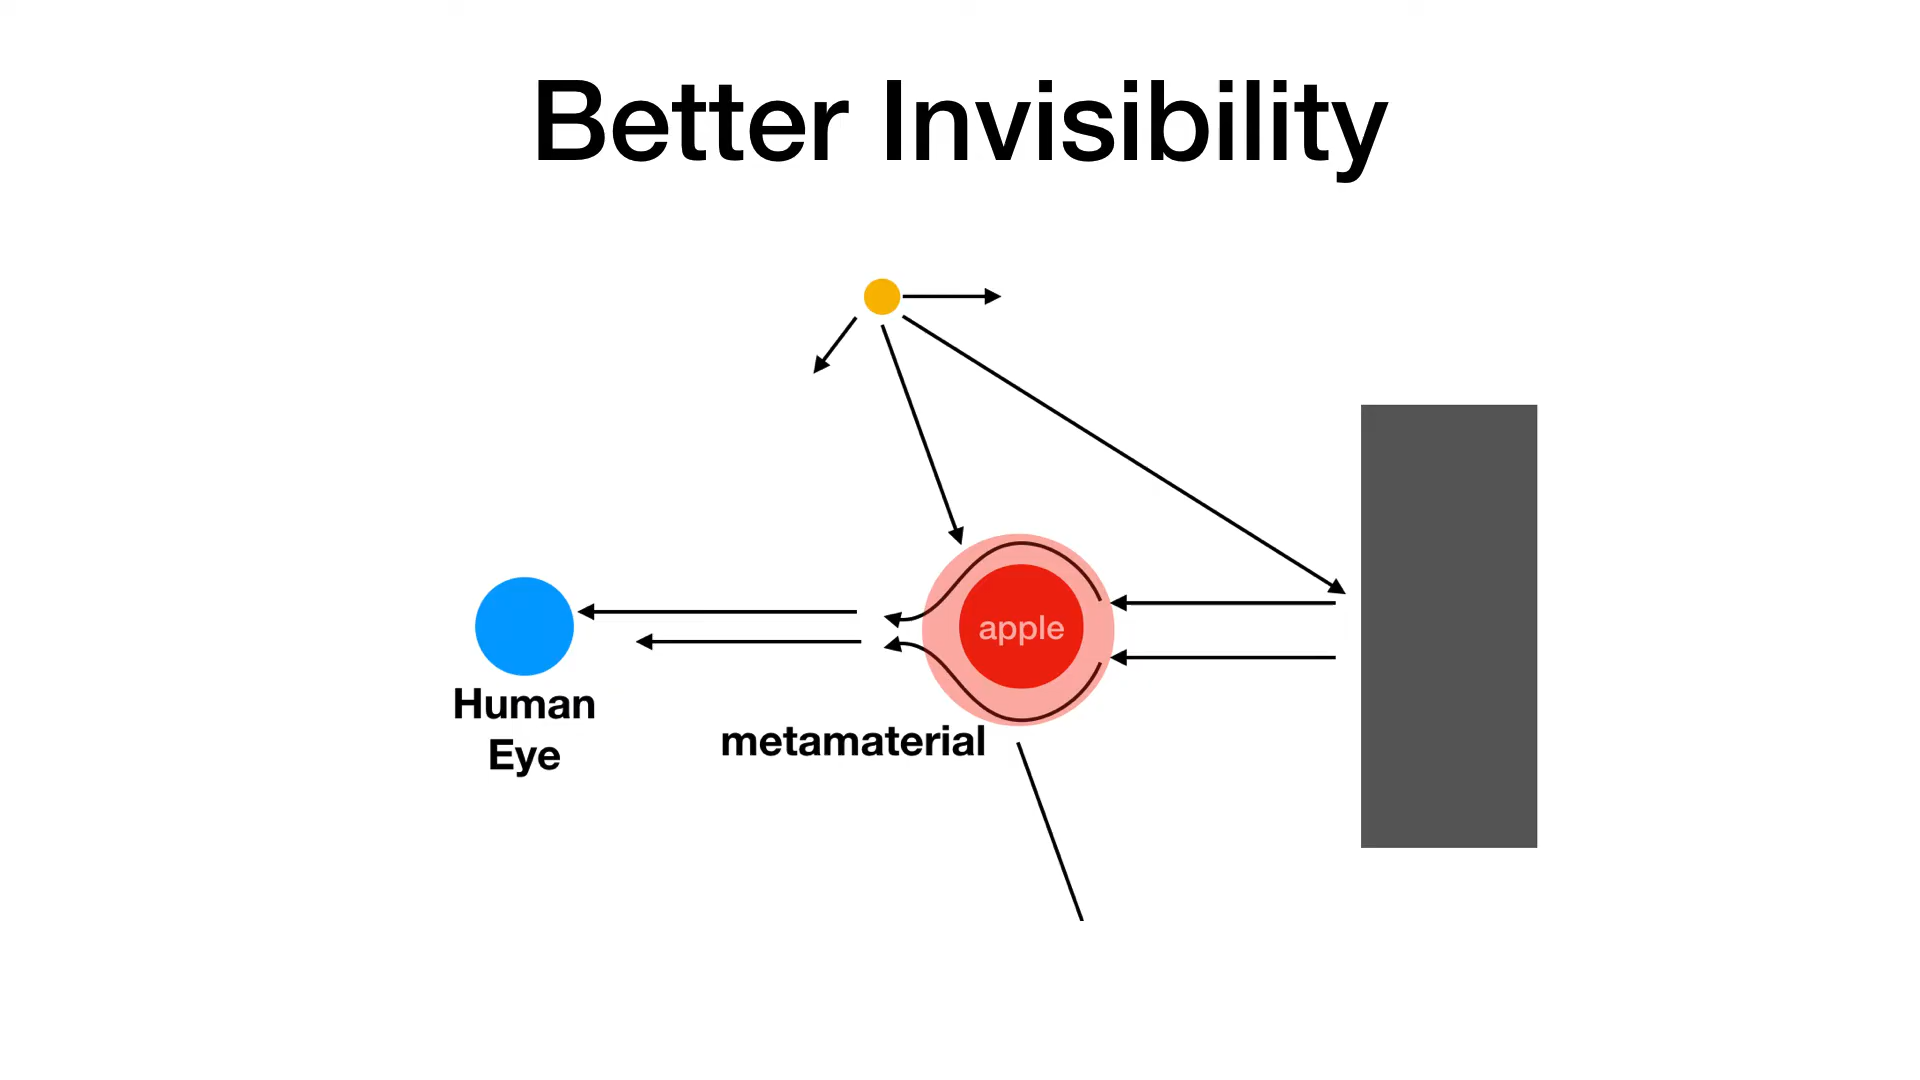 Better Invisibility
apple
Human
Eye
metamaterial